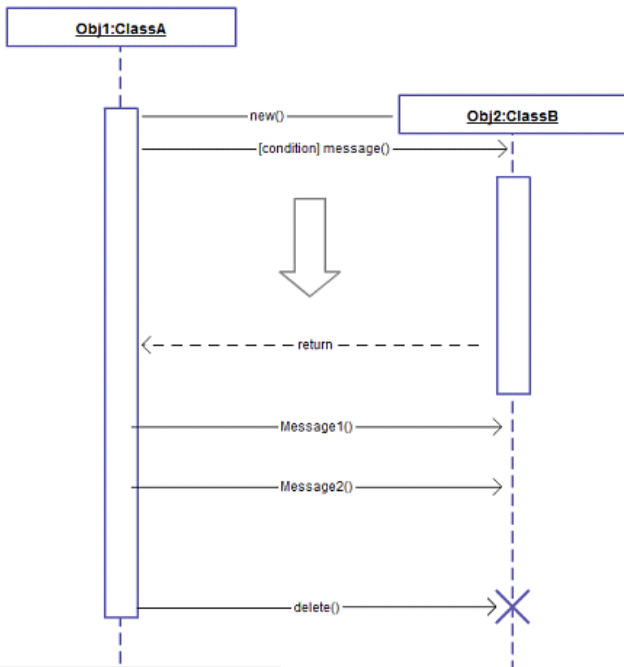 Obj1:ClassA
new()
Obj2:ClassB
[condition] message()
return
Message1()
Message2()
delete()